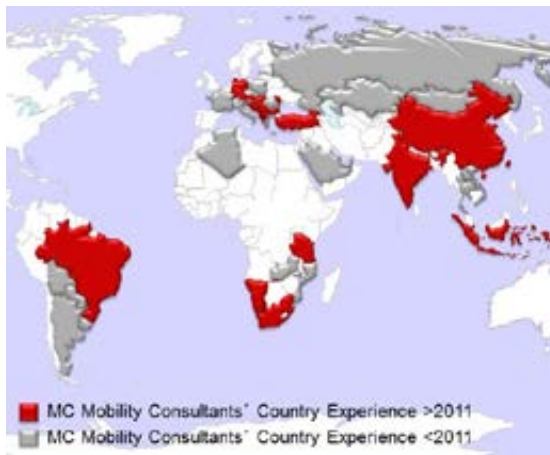 MC Mobility Consultants´ Country Experience >2011
MC Mobility Consultants´ Country Experience <2011